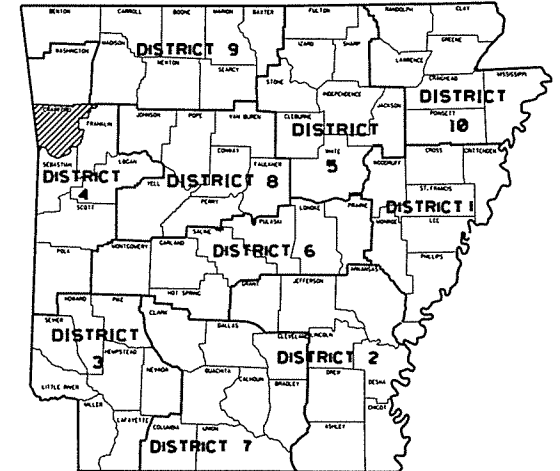 BENTON
CARROLL
BOONE
MARION
BAXTER
FULTON
RANDOLPH
CLAY
WASHINGTON
MADISON
DISTRICT 9
NEWTON
SEARCY
IZARD
SHARP
STONE
LAWRENCE
GREENE
CRAIGHEAD
MISSISSIPPI
DISTRICT
10
POINSETT
INDEPENDENCE
JACKSON
CRAWFORD
FRANKLIN
JOHNSON
POPE
VAN BUREN
CLEBURNE
DISTRICT
5
WHITE
WOODRUFF
CROSS
CRITTENDEN
ST. FRANCIS
SEBASTIAN
LOGAN
DISTRICT
4
SCOTT
YELL
CONWAY
FAULKNER
DISTRICT 8
PERRY
DISTRICT 1
MONROE
LEE
PHILLIPS
PULASKI
LONOKE
PRAIRIE
SALINE
DISTRICT 6
POLK
MONTGOMERY
GARLAND
HOT SPRING
GRANT
JEFFERSON
ARKANSAS
HOWARD
PIKE
CLARK
DALLAS
CLEVELAND
LINCOLN
SEVIER
DISTRICT
3
HEMPSTEAD
NEVADA
OUACHITA
CALHOUN
BRADLEY
DISTRICT 2
DREW
DESHA
CHICOT
ASHLEY
LITTLE RIVER
MILLER
LAFAYETTE
COLUMBIA
UNION
DISTRICT 7